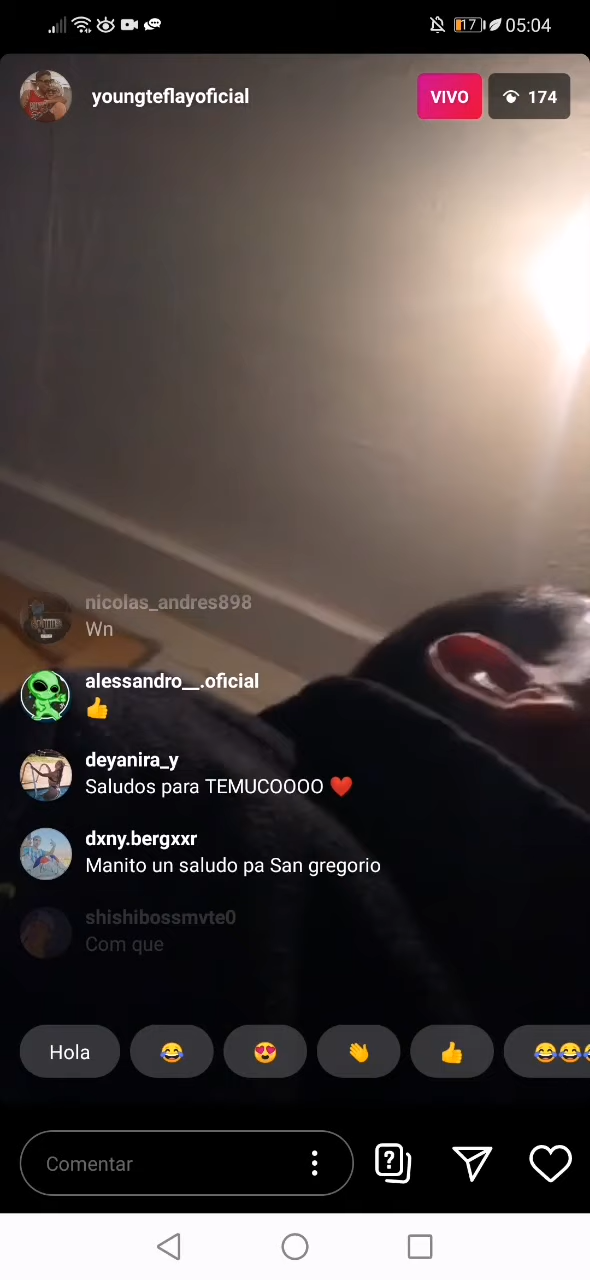 17 05:04
youngteflayoficial
VIVO
174
nicolas_andres898
Wn
alessandro__.oficial
👍
deyanira_y
Saludos para TEMUCOOOO ❤️
dxny.bergxxr
Manito un saludo pa San gregorio
shishibossmvte0
Com que
Hola 😂 😍 👏 👍 😂😂😂
Comentar